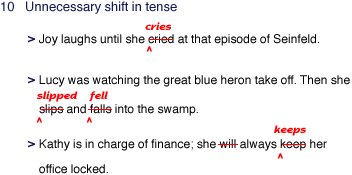 10 Unnecessary shift in tense
cries
> Joy laughs until she cried at that episode of Seinfeld.
^
> Lucy was watching the great blue heron take off. Then she
slipped fell
slips and falls into the swamp.
^ ^
keeps
> Kathy is in charge of finance; she will always keep her
^
office locked.